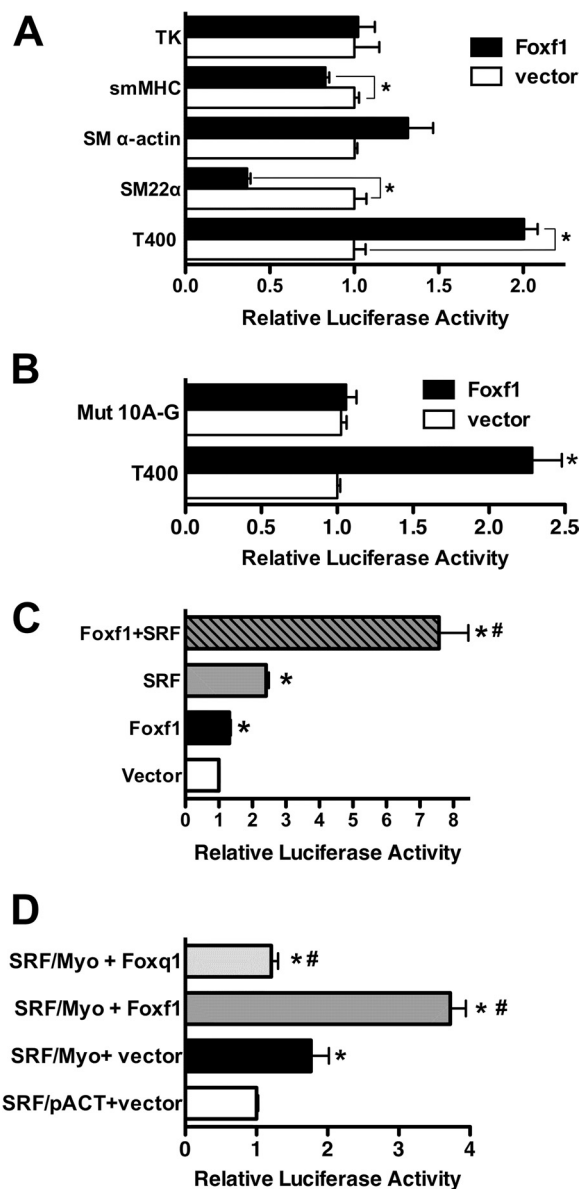 A
TK
smMHC
SM α-actin
SM22α
T400
Foxf1
vector
*
*
*
0.0 0.5 1.0 1.5 2.0
Relative Luciferase Activity
B
Mut 10A-G
T400
Foxf1
vector
*
0.0 0.5 1.0 1.5 2.0 2.5
Relative Luciferase Activity
C
Foxf1+SRF * #
SRF *
Foxf1 *
Vector
0 1 2 3 4 5 6 7 8
Relative Luciferase Activity
D
SRF/Myo + Foxq1 * #
SRF/Myo + Foxf1 * #
SRF/Myo+ vector *
SRF/pACT+vector
0 1 2 3 4
Relative Luciferase Activity